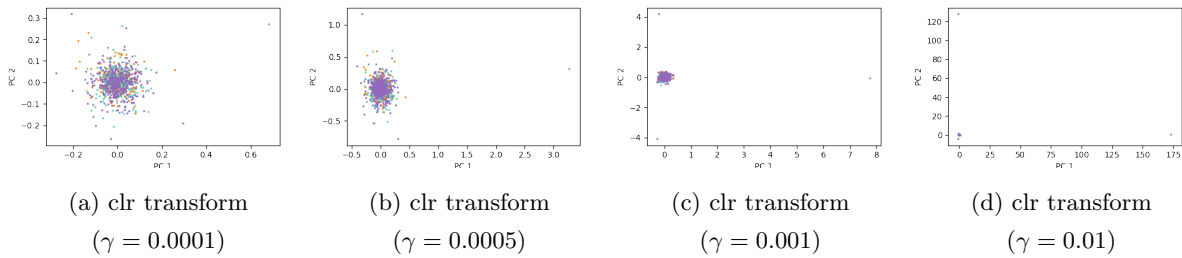 0.3
0.2
0.1
0.0
−0.1
−0.2
PC 2
−0.2 0.0 0.2 0.4 0.6
PC 1
1.0
0.5
0.0
−0.5
PC 2
−0.5 0.0 0.5 1.0 1.5 2.0 2.5 3.0
PC 1
4
2
0
−2
−4
PC 2
0 1 2 3 4 5 6 7 8
PC 1
120
100
80
60
40
20
0
PC 2
0 25 50 75 100 125 150 175
PC 1
(a) clr transform
(γ = 0.0001)
(b) clr transform
(γ = 0.0005)
(c) clr transform
(γ = 0.001)
(d) clr transform
(γ = 0.01)